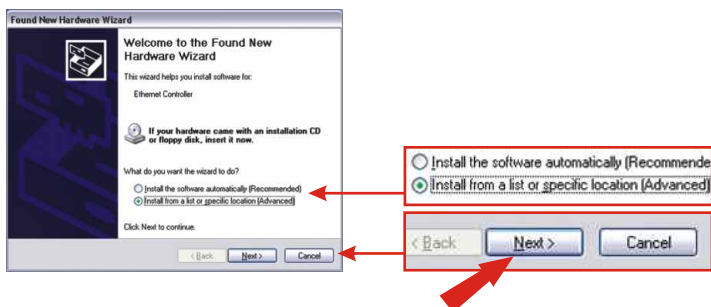 Found New Hardware Wizard
Welcome to the Found New
Hardware Wizard
This wizard helps you install software for:
Ethernet Controller
If your hardware came with an installation CD
or floppy disk, insert it now.
What do you want the wizard to do?
Install the software automatically (Recommended)
Install from a list or specific location (Advanced)
Click Next to continue.
< Back
Next >
Cancel
Install the software automatically (Recommende
Install from a list or specific location (Advanced)
< Back
Next >
Cancel